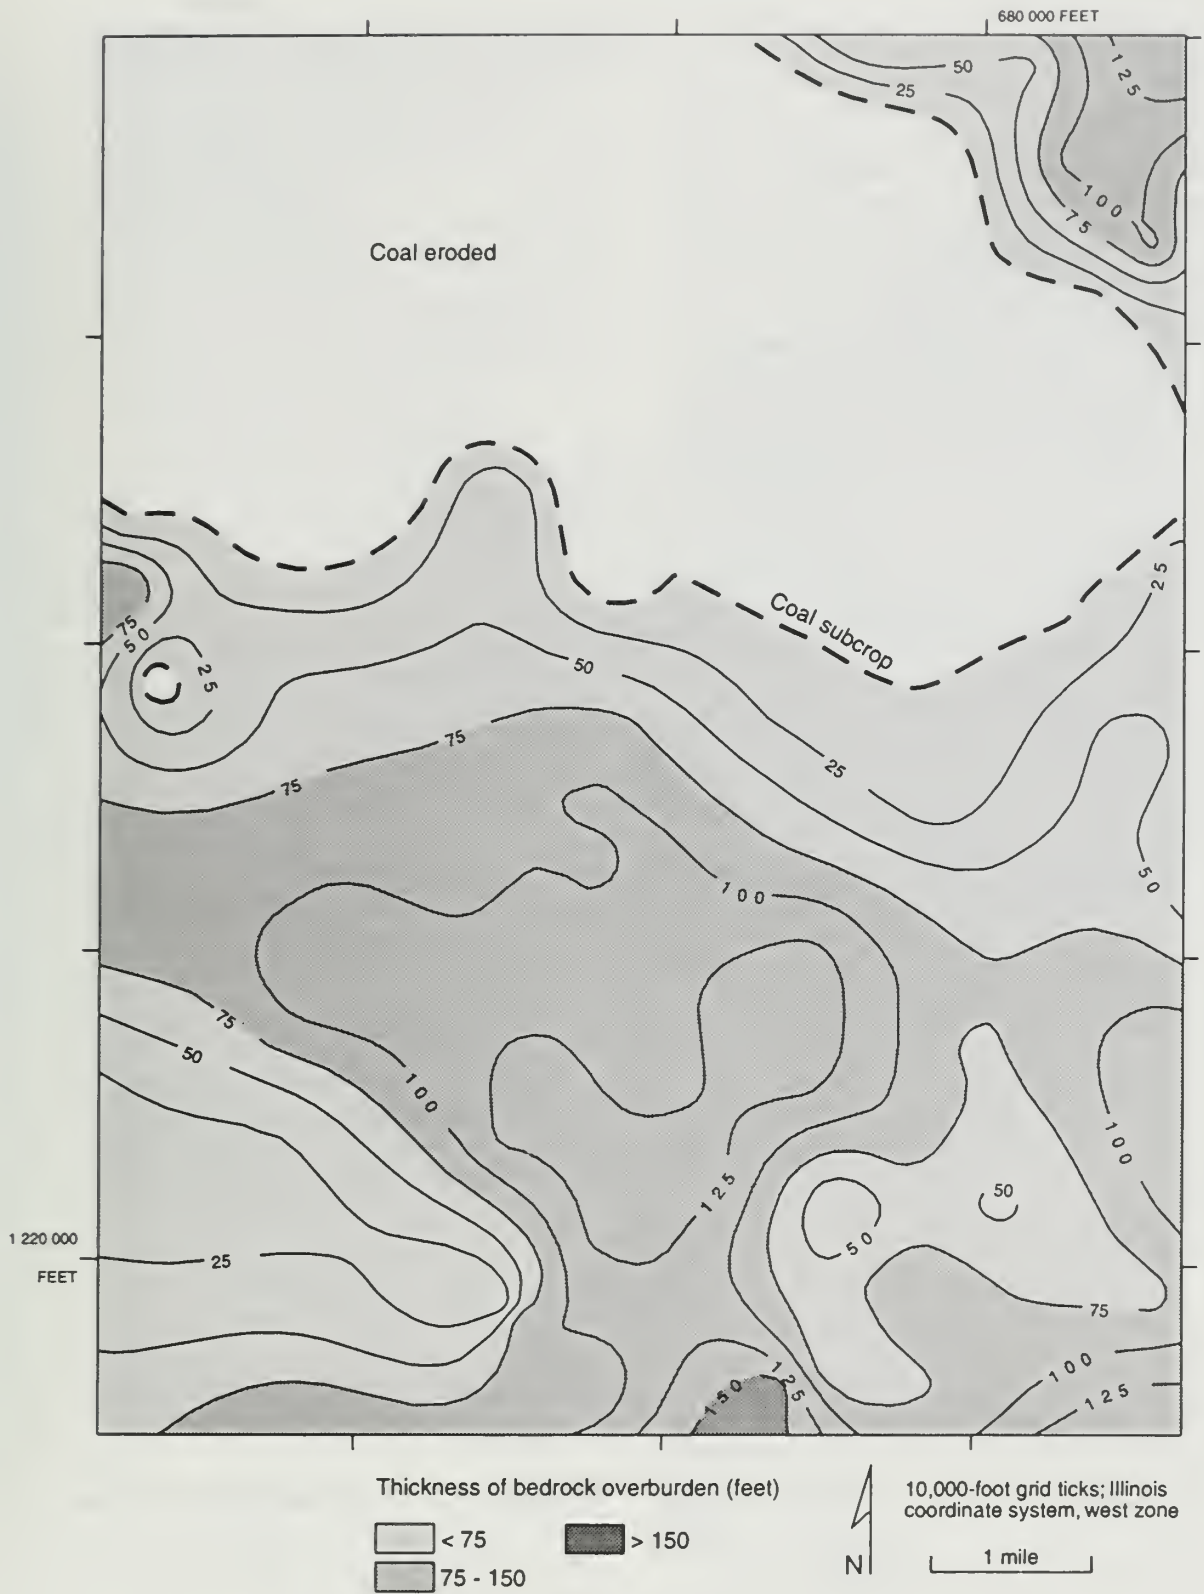 680 000 FEET
50
25
125
100
75
Coal eroded
25
Coal subcrop
75
50
25
50
75
25
75
50
100
75
50
100
100
125
50
50
1 220 000
FEET
25
75
100
125
125
150
Thickness of bedrock overburden (feet)
< 75
> 150
75 - 150
N
10,000-foot grid ticks; Illinois
coordinate system, west zone
1 mile